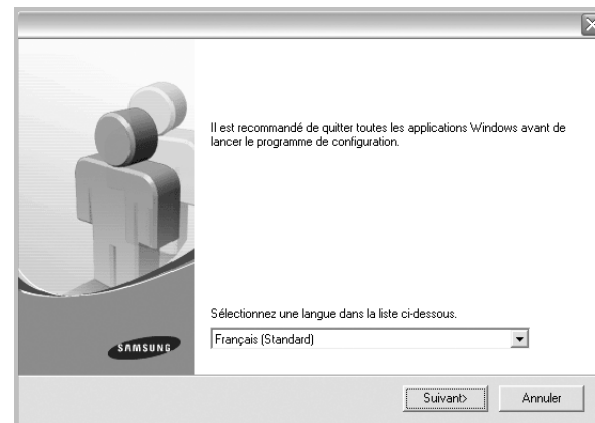 Il est recommandé de quitter toutes les applications Windows avant de
lancer le programme de configuration.
Sélectionnez une langue dans la liste ci-dessous.
Français (Standard)
SAMSUNG
Suivant>
Annuler